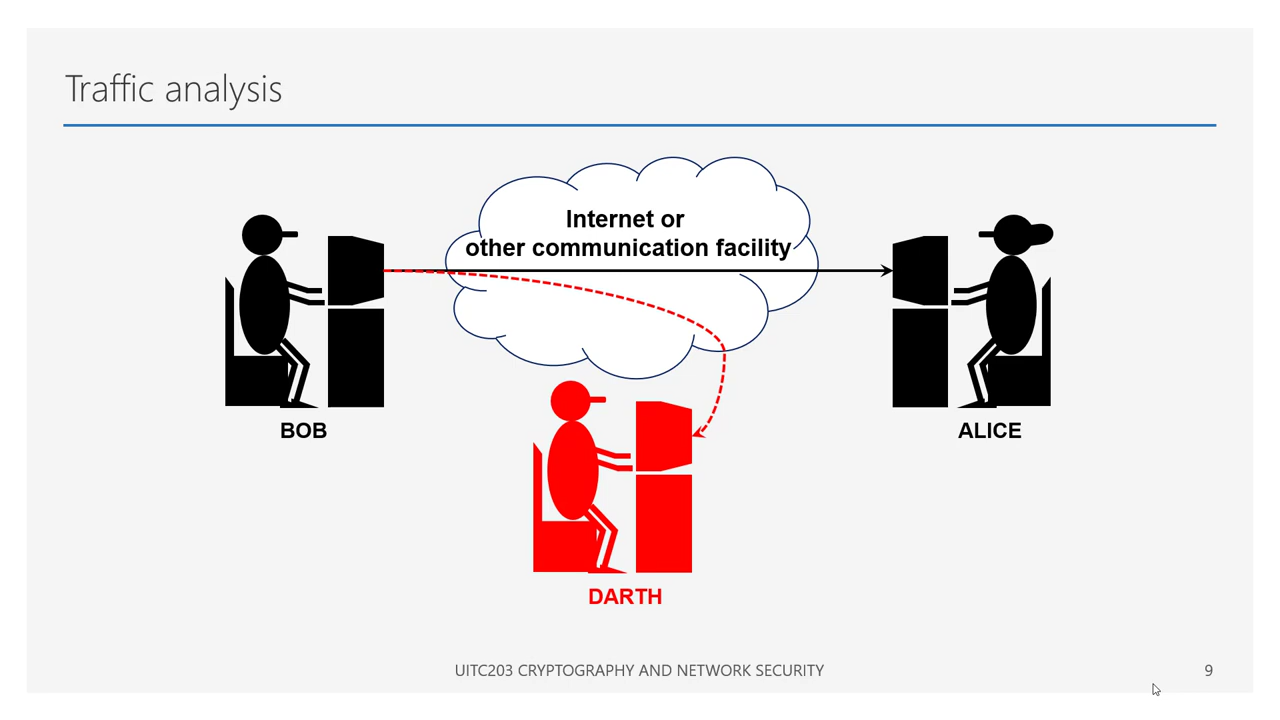 Traffic analysis
Internet or
other communication facility
BOB
ALICE
DARTH
UITC203 CRYPTOGRAPHY AND NETWORK SECURITY
9